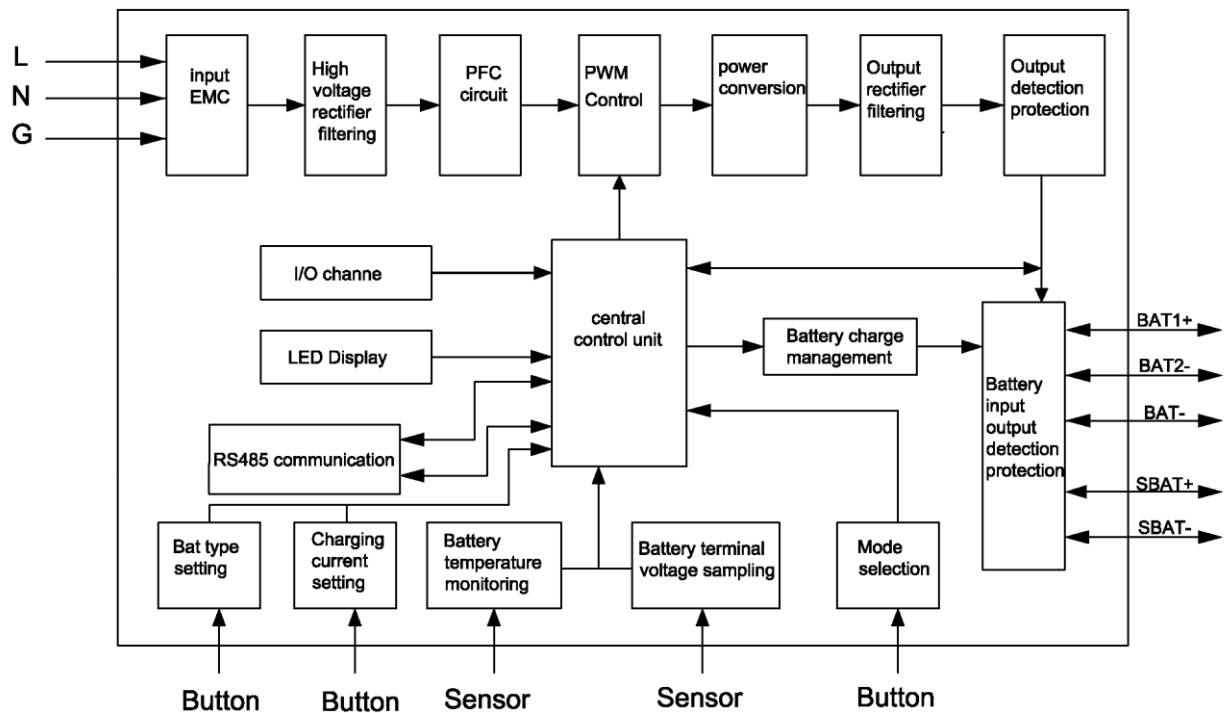 L
N
G
input
EMC
High
voltage
rectifier
filtering
PFC
circuit
PWM
Control
power
conversion
Output
rectifier
filtering
Output
detection
protection
I/O channe
LED Display
RS485 communication
central
control unit
Battery charge
management
Battery
input
output
detection
protection
BAT1+
BAT2-
BAT-
SBAT+
SBAT-
Bat type
setting
Charging
current
setting
Battery
temperature
monitoring
Battery terminal
voltage sampling
Mode
selection
Button
Button
Sensor
Sensor
Button